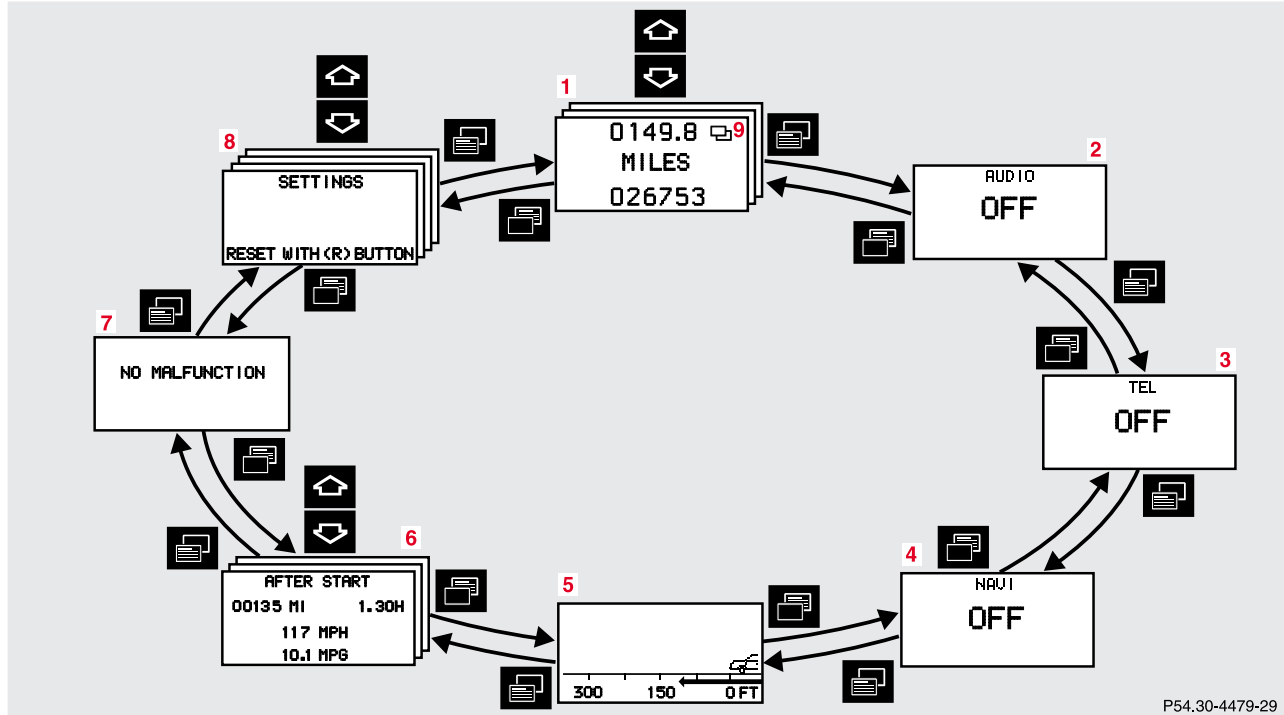 1
0149.8 9
MILES
026753
2
AUDIO
OFF
3
TEL
OFF
4
NAVI
OFF
5
300 150 0 FT
6
AFTER START
00135 MI 1.30H
117 MPH
10.1 MPG
7
NO MALFUNCTION
8
SETTINGS
RESET WITH (R) BUTTON
P54.30-4479-29